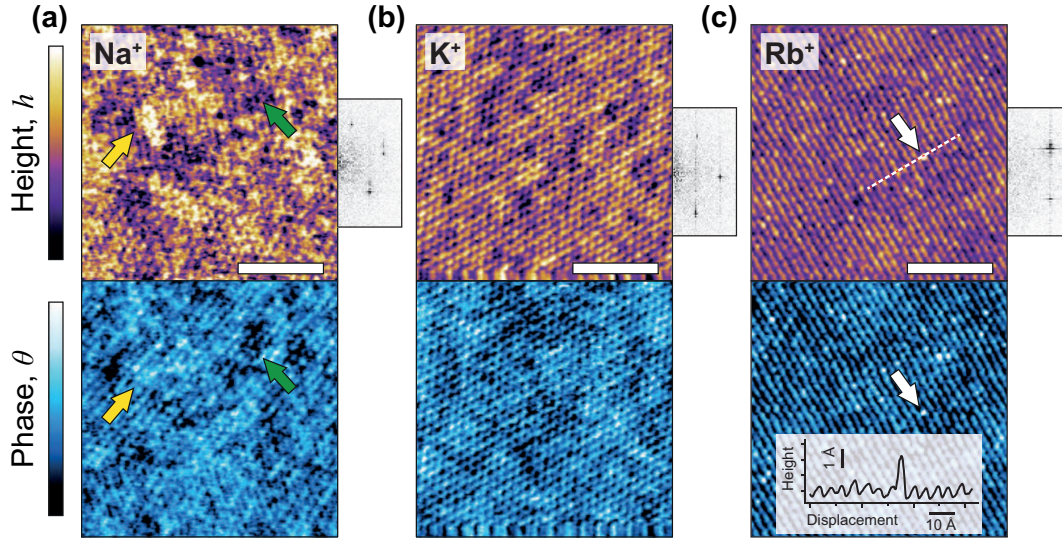 (a)
(b)
(c)
Na⁺
K⁺
Rb⁺
Height, h
Phase, θ
Height
1 Å
Displacement
10 Å